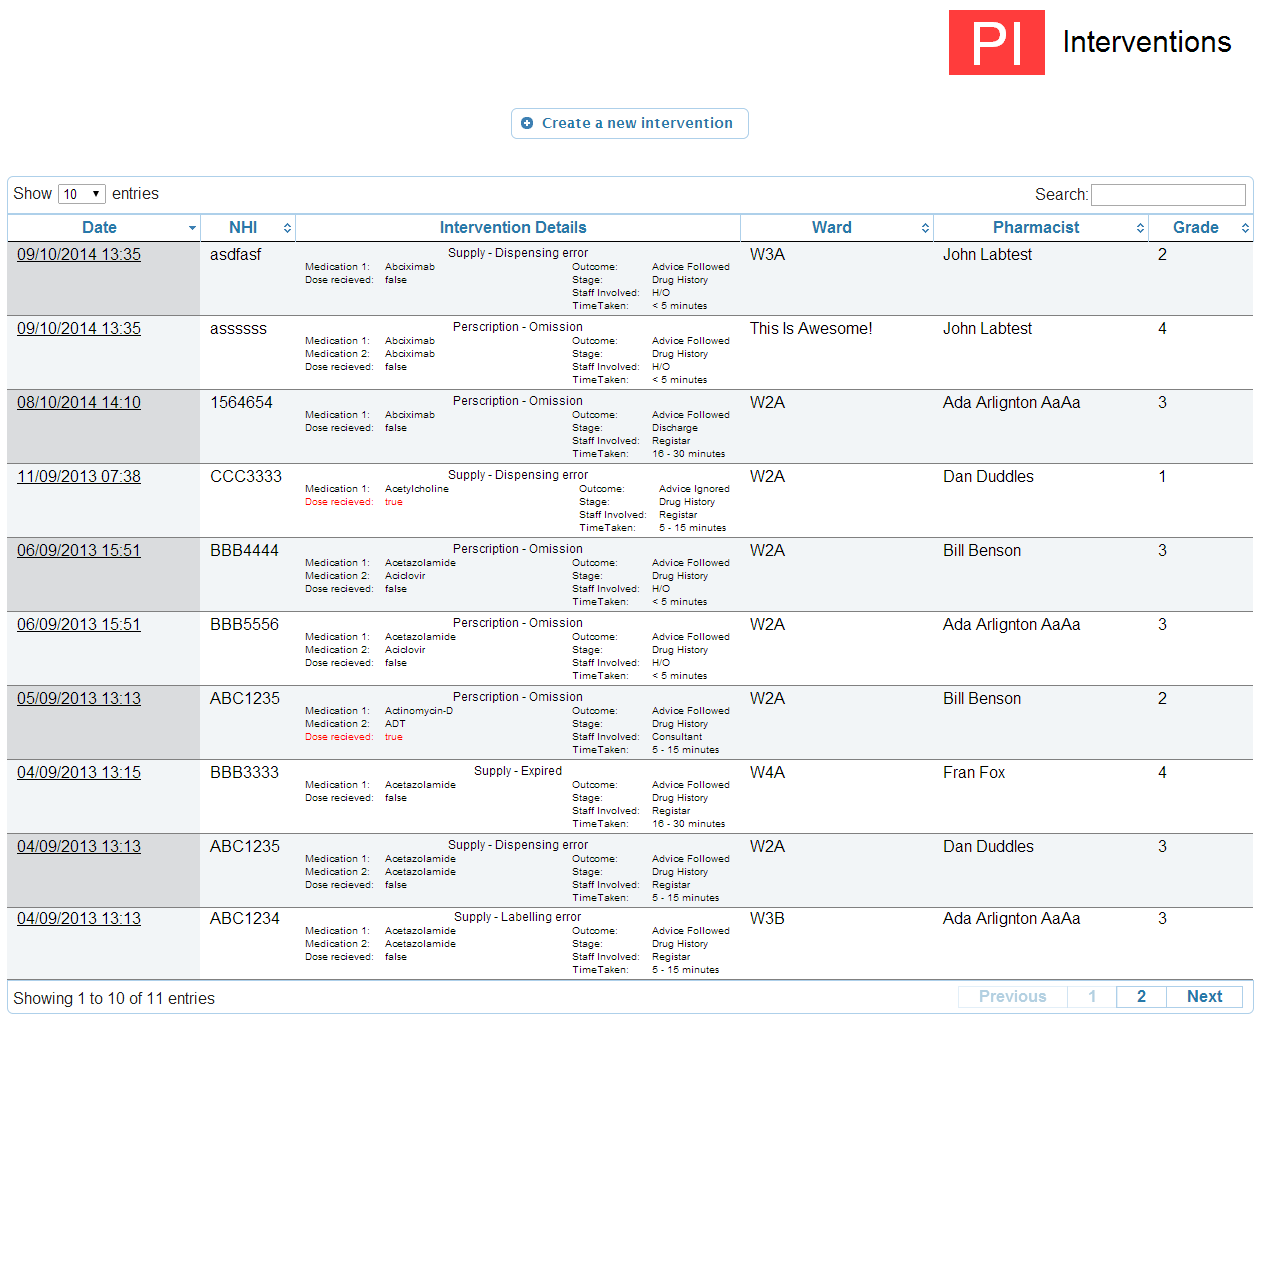 PI Interventions
Create a new intervention
Show 10 entries Search:
Date NHI Intervention Details Ward Pharmacist Grade
09/10/2014 13:35 asdfasf Supply - Dispensing error W3A John Labtest 2
Medication 1: Abciximab Outcome: Advice Followed
Dose recieved: false Stage: Drug History
Staff Involved: H/O
TimeTaken: < 5 minutes
09/10/2014 13:35 assssss Perscription - Omission This Is Awesome! John Labtest 4
Medication 1: Abciximab Outcome: Advice Followed
Medication 2: Abciximab Stage: Drug History
Dose recieved: false Staff Involved: H/O
TimeTaken: < 5 minutes
08/10/2014 14:10 1564654 Perscription - Omission W2A Ada Arlignton AaAa 3
Medication 1: Abciximab Outcome: Advice Followed
Dose recieved: false Stage: Discharge
Staff Involved: Registar
TimeTaken: 16 - 30 minutes
11/09/2013 07:38 CCC3333 Supply - Dispensing error W2A Dan Duddles 1
Medication 1: Acetylcholine Outcome: Advice Ignored
Dose recieved: true Stage: Drug History
Staff Involved: Registar
TimeTaken: 5 - 15 minutes
06/09/2013 15:51 BBB4444 Perscription - Omission W2A Bill Benson 3
Medication 1: Acetazolamide Outcome: Advice Followed
Medication 2: Aciclovir Stage: Drug History
Dose recieved: false Staff Involved: H/O
TimeTaken: < 5 minutes
06/09/2013 15:51 BBB5556 Perscription - Omission W2A Ada Arlignton AaAa 3
Medication 1: Acetazolamide Outcome: Advice Followed
Medication 2: Aciclovir Stage: Drug History
Dose recieved: false Staff Involved: H/O
TimeTaken: < 5 minutes
05/09/2013 13:13 ABC1235 Perscription - Omission W2A Bill Benson 2
Medication 1: Actinomycin-D Outcome: Advice Followed
Medication 2: ADT Stage: Drug History
Dose recieved: true Staff Involved: Consultant
TimeTaken: 5 - 15 minutes
04/09/2013 13:15 BBB3333 Supply - Expired W4A Fran Fox 4
Medication 1: Acetazolamide Outcome: Advice Followed
Dose recieved: false Stage: Drug History
Staff Involved: Registar
TimeTaken: 16 - 30 minutes
04/09/2013 13:13 ABC1235 Supply - Dispensing error W2A Dan Duddles 3
Medication 1: Acetazolamide Outcome: Advice Followed
Medication 2: Acetazolamide Stage: Drug History
Dose recieved: false Staff Involved: Registar
TimeTaken: 5 - 15 minutes
04/09/2013 13:13 ABC1234 Supply - Labelling error W3B Ada Arlignton AaAa 3
Medication 1: Acetazolamide Outcome: Advice Followed
Medication 2: Acetazolamide Stage: Drug History
Dose recieved: false Staff Involved: Registar
TimeTaken: 5 - 15 minutes
Showing 1 to 10 of 11 entries Previous 1 2 Next